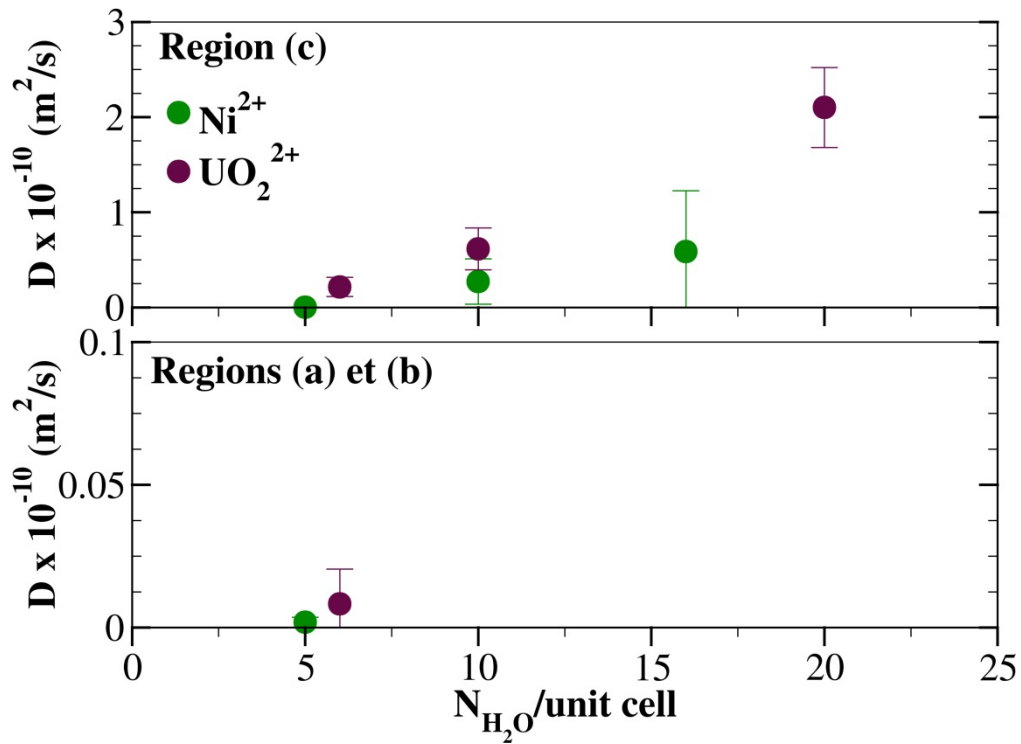 3
Region (c)
Ni²⁺
2
UO₂²⁺
1
0
D x 10⁻¹⁰ (m²/s)
0.1
Regions (a) et (b)
0.05
0
D x 10⁻¹⁰ (m²/s)
0 5 10 15 20 25
N_H₂O/unit cell